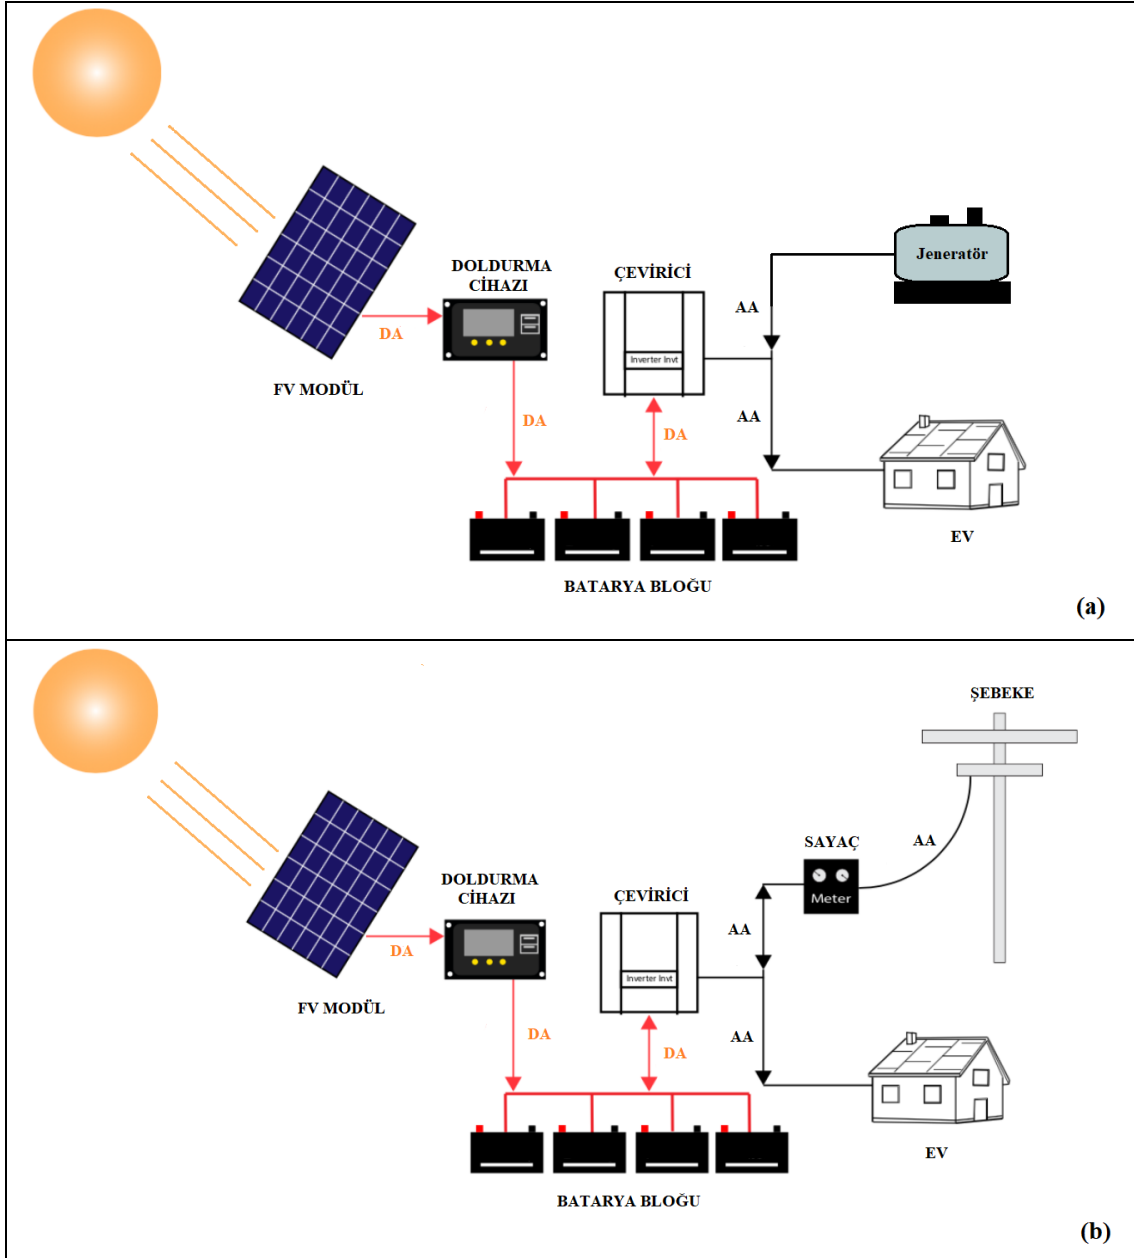 Jeneratör
DOLDURMA
CİHAZI
ÇEVİRİCİ
AA
DA
Inverter Invt
FV MODÜL
AA
DA
DA
EV
BATARYA BLOĞU
(a)
ŞEBEKE
SAYAÇ
AA
Meter
DOLDURMA
CİHAZI
ÇEVİRİCİ
AA
DA
Inverter Invt
FV MODÜL
DA
AA
DA
EV
BATARYA BLOĞU
(b)